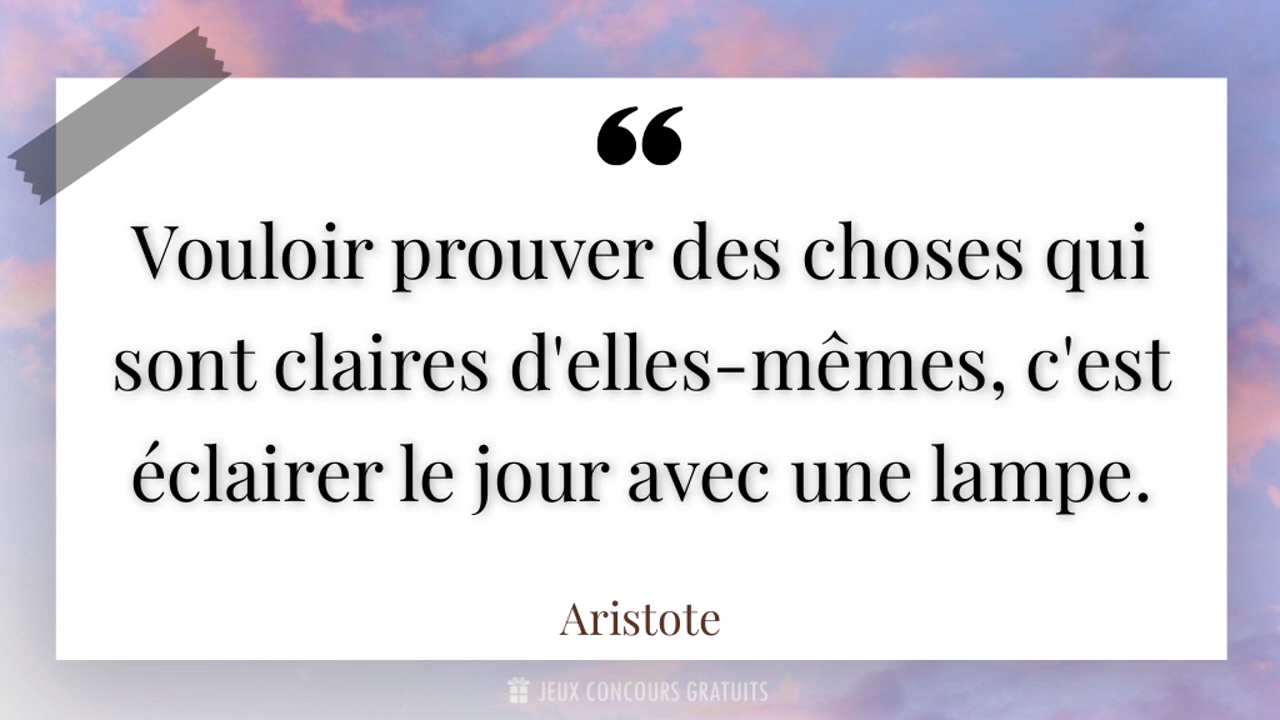 “
Vouloir prouver des choses qui
sont claires d'elles-mêmes, c'est
éclairer le jour avec une lampe.
Aristote
JEUX CONCOURS GRATUITS